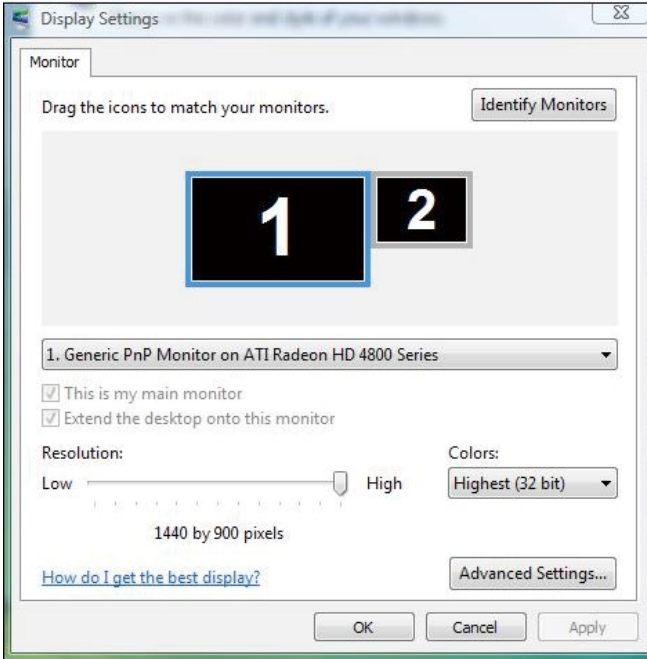 Display Settings
Monitor
Drag the icons to match your monitors.
Identify Monitors
1
2
1. Generic PnP Monitor on ATI Radeon HD 4800 Series
This is my main monitor
Extend the desktop onto this monitor
Resolution:
Colors:
Low
High
Highest (32 bit)
1440 by 900 pixels
How do I get the best display?
Advanced Settings...
OK
Cancel
Apply